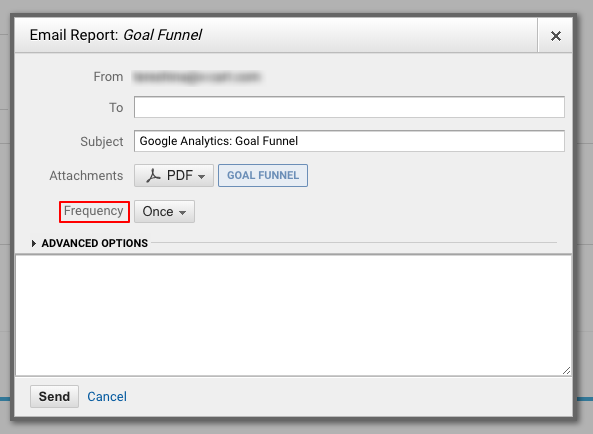 Email Report: Goal Funnel
From
To
Subject Google Analytics: Goal Funnel
Attachments PDF GOAL FUNNEL
Frequency Once
ADVANCED OPTIONS
Send Cancel